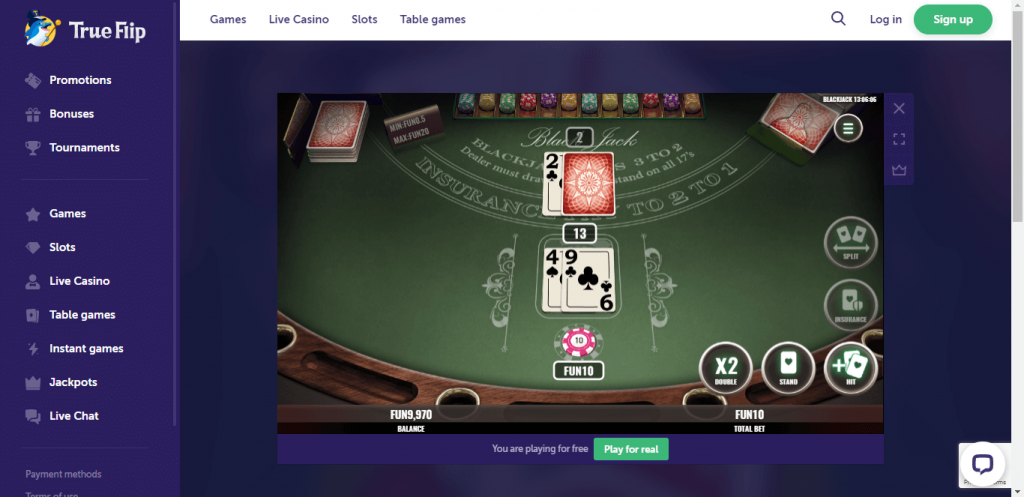 True Flip
Games
Live Casino
Slots
Table games
Log in
Sign up
Promotions
Bonuses
Tournaments
Games
Slots
Live Casino
Table games
Instant games
Jackpots
Live Chat
Payment methods
Terms of use
BLACKJACK 13:06:06
MIN:FUN0.5
MAX:FUN20
Black Jack
2
BLACKJACK 3 TO 2
Dealer must draw stand on all 17's
INSURANCE TO 2 TO 1
2
13
4 9
9
10
FUN10
SPLIT
INSURANCE
X2
DOUBLE
STAND
HIT
FUN9,970
BALANCE
FUN10
TOTAL BET
You are playing for free
Play for real